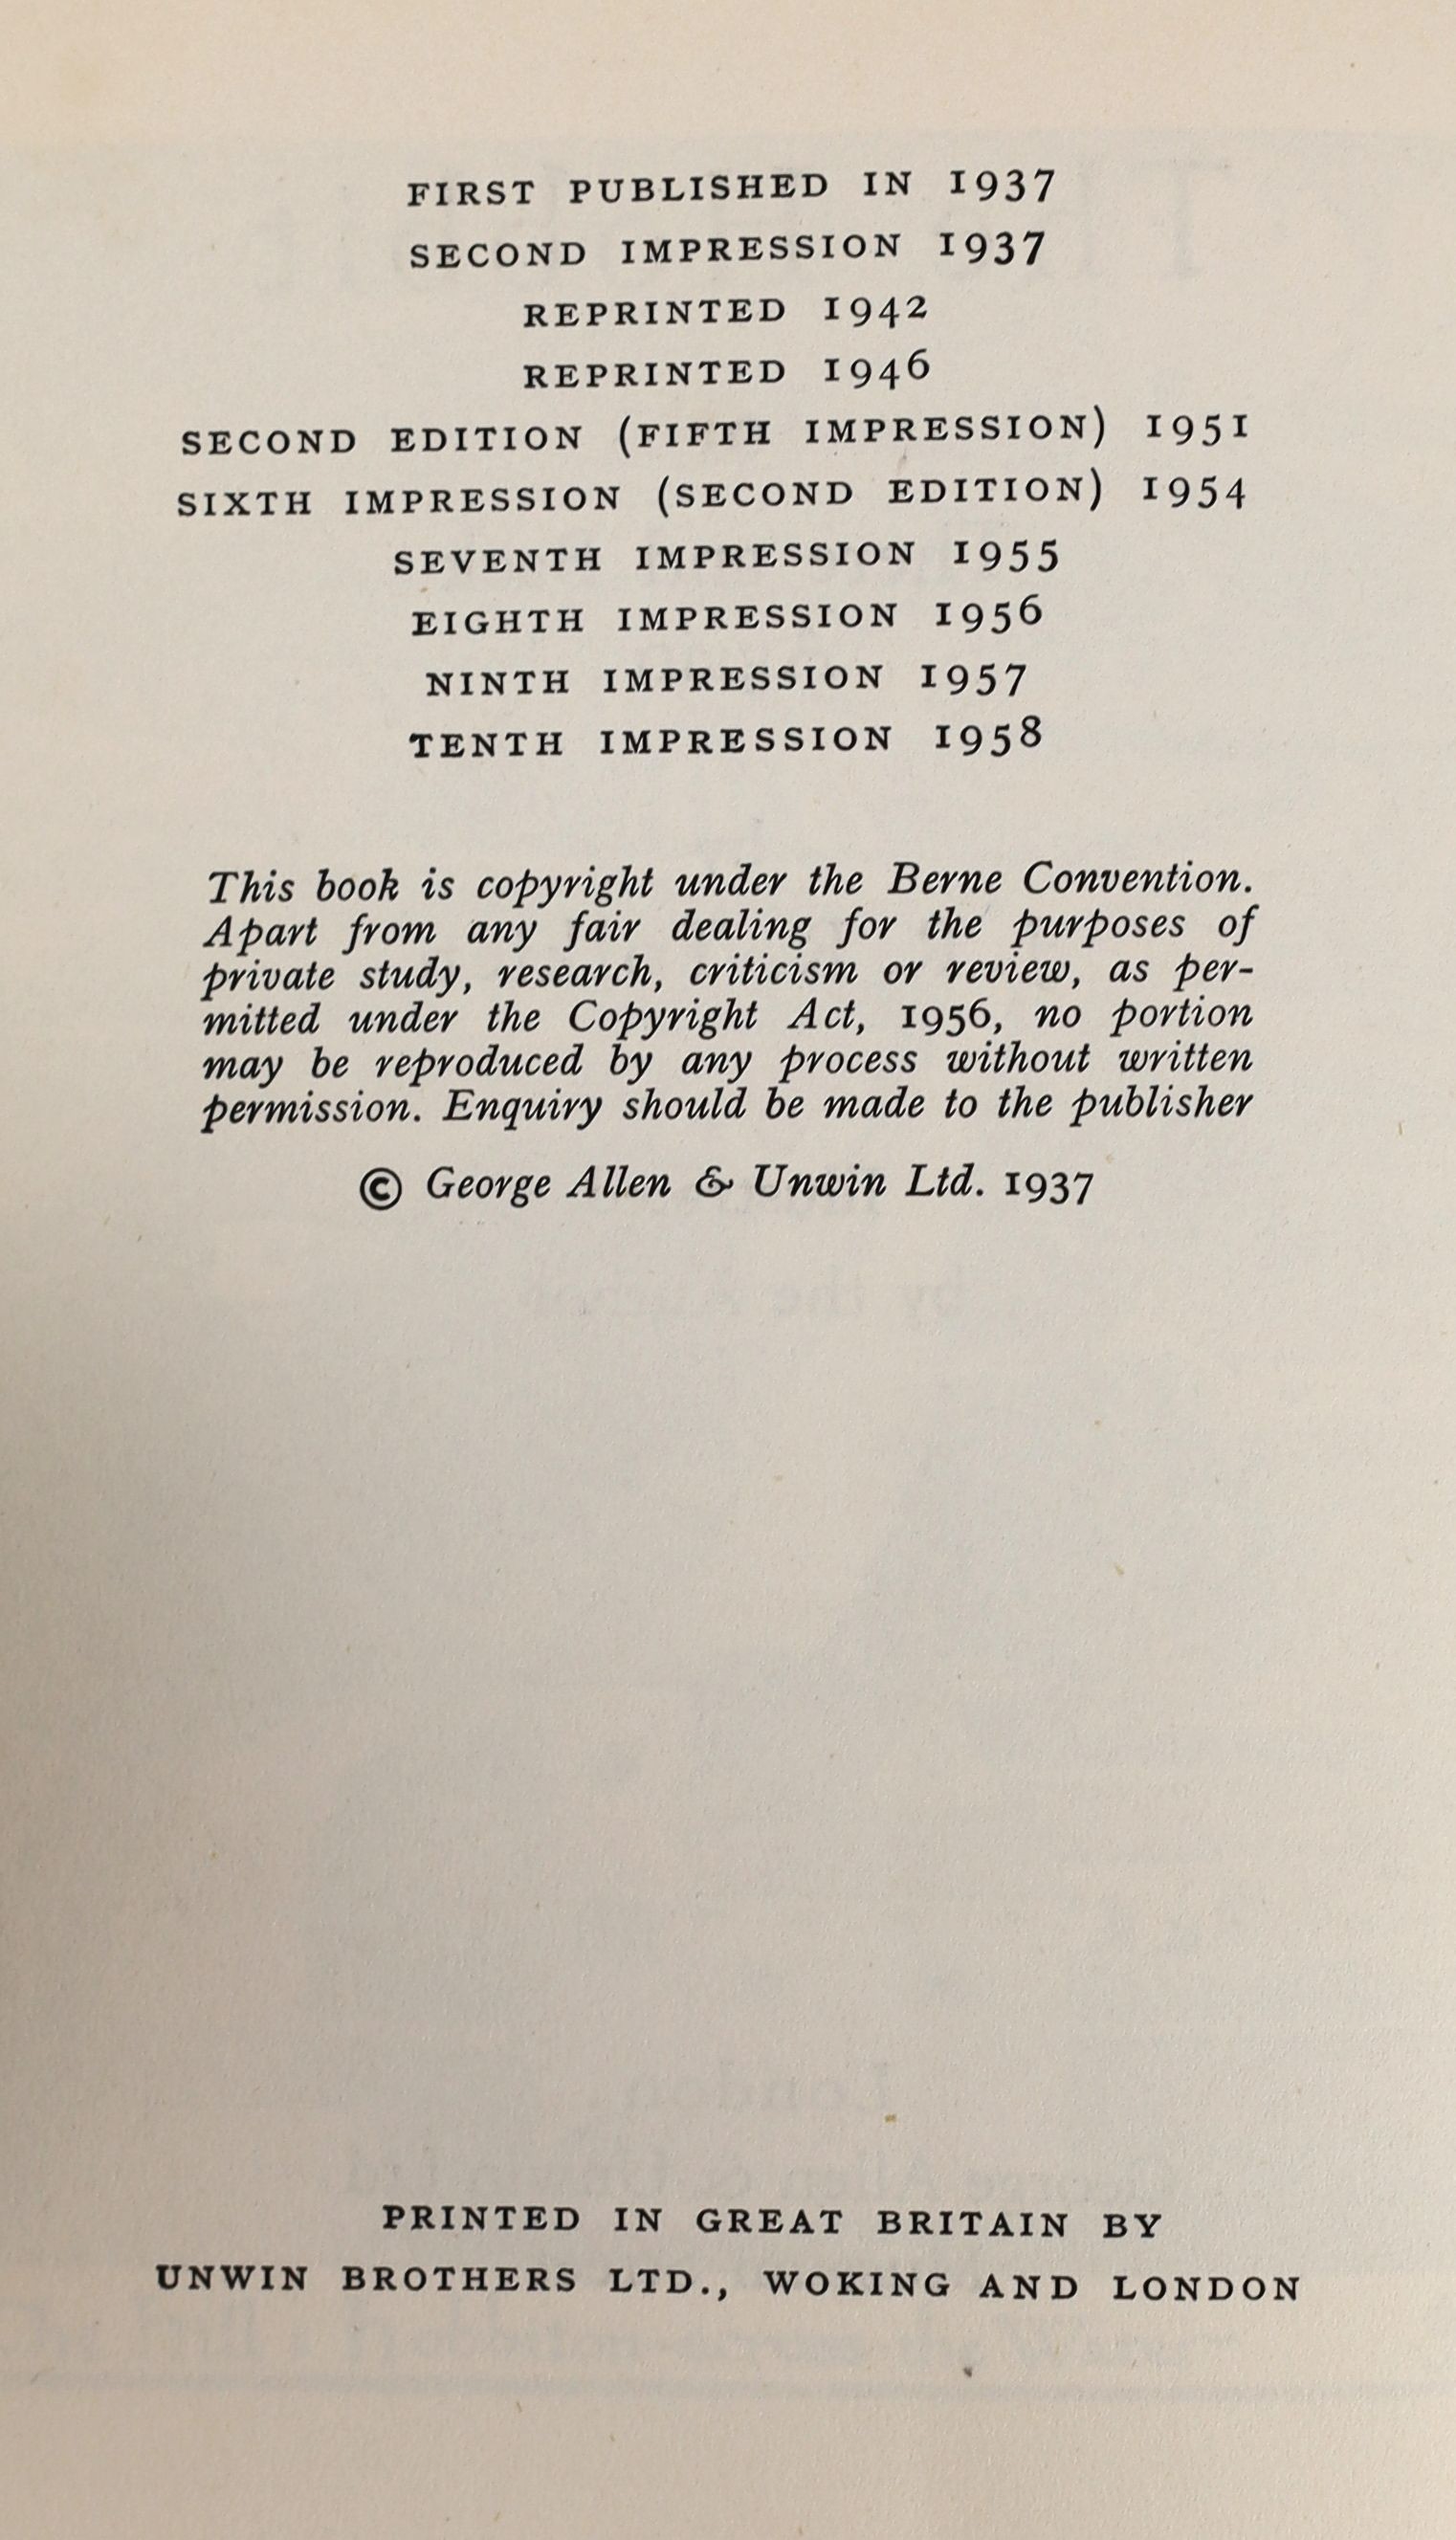 FIRST PUBLISHED IN 1937
SECOND IMPRESSION 1937
REPRINTED 1942
REPRINTED 1946
SECOND EDITION (FIFTH IMPRESSION) 1951
SIXTH IMPRESSION (SECOND EDITION) 1954
SEVENTH IMPRESSION 1955
EIGHTH IMPRESSION 1956
NINTH IMPRESSION 1957
TENTH IMPRESSION 1958
This book is copyright under the Berne Convention.
Apart from any fair dealing for the purposes of
private study, research, criticism or review, as per-
mitted under the Copyright Act, 1956, no portion
may be reproduced by any process without written
permission. Enquiry should be made to the publisher
© George Allen & Unwin Ltd. 1937
PRINTED IN GREAT BRITAIN BY
UNWIN BROTHERS LTD., WOKING AND LONDON